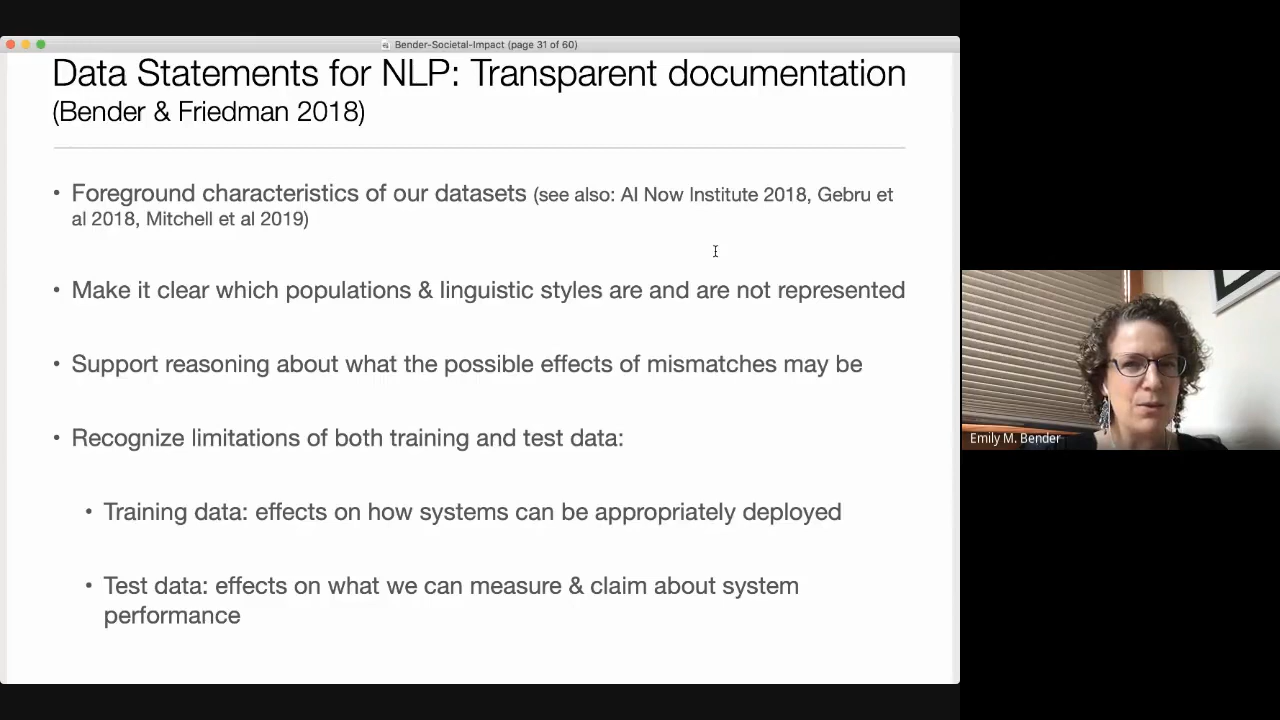 Bender-Societal-Impact (page 31 of 60)
Data Statements for NLP: Transparent documentation
(Bender & Friedman 2018)
• Foreground characteristics of our datasets (see also: AI Now Institute 2018, Gebru et
al 2018, Mitchell et al 2019)
• Make it clear which populations & linguistic styles are and are not represented
• Support reasoning about what the possible effects of mismatches may be
• Recognize limitations of both training and test data:
• Training data: effects on how systems can be appropriately deployed
• Test data: effects on what we can measure & claim about system
performance
Emily M. Bender